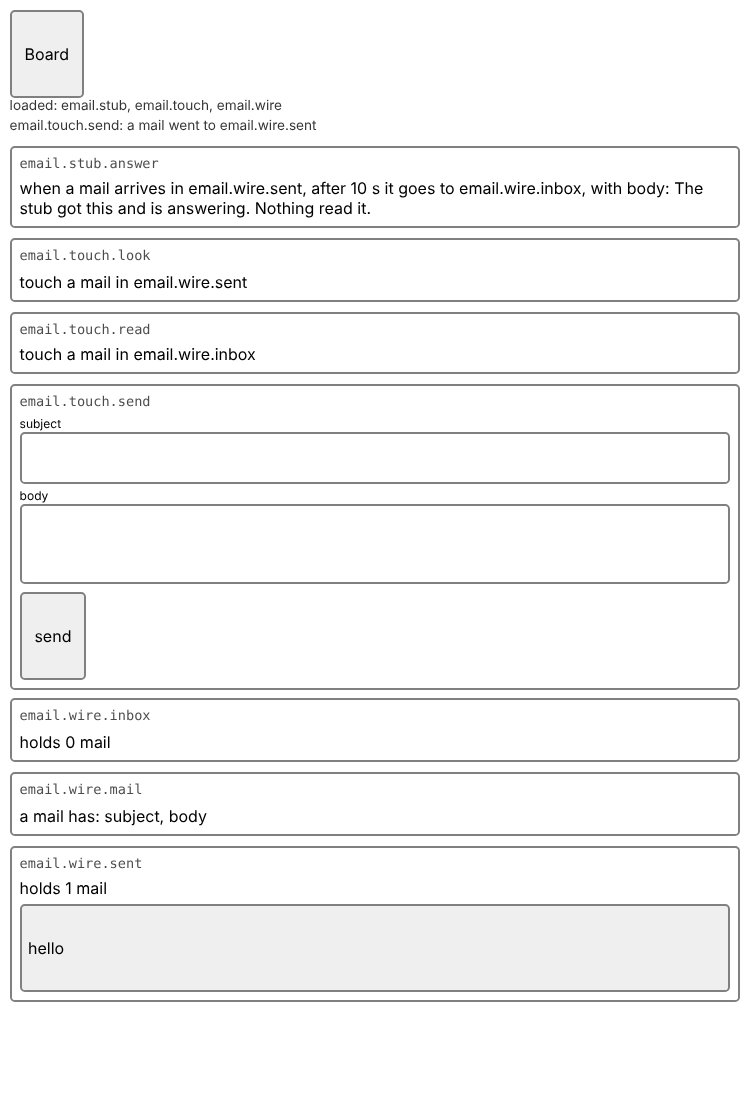 Board
loaded: email.stub, email.touch, email.wire
email.touch.send: a mail went to email.wire.sent
email.stub.answer
when a mail arrives in email.wire.sent, after 10 s it goes to email.wire.inbox, with body: The
stub got this and is answering. Nothing read it.
email.touch.look
touch a mail in email.wire.sent
email.touch.read
touch a mail in email.wire.inbox
email.touch.send
subject
body
send
email.wire.inbox
holds 0 mail
email.wire.mail
a mail has: subject, body
email.wire.sent
holds 1 mail
hello